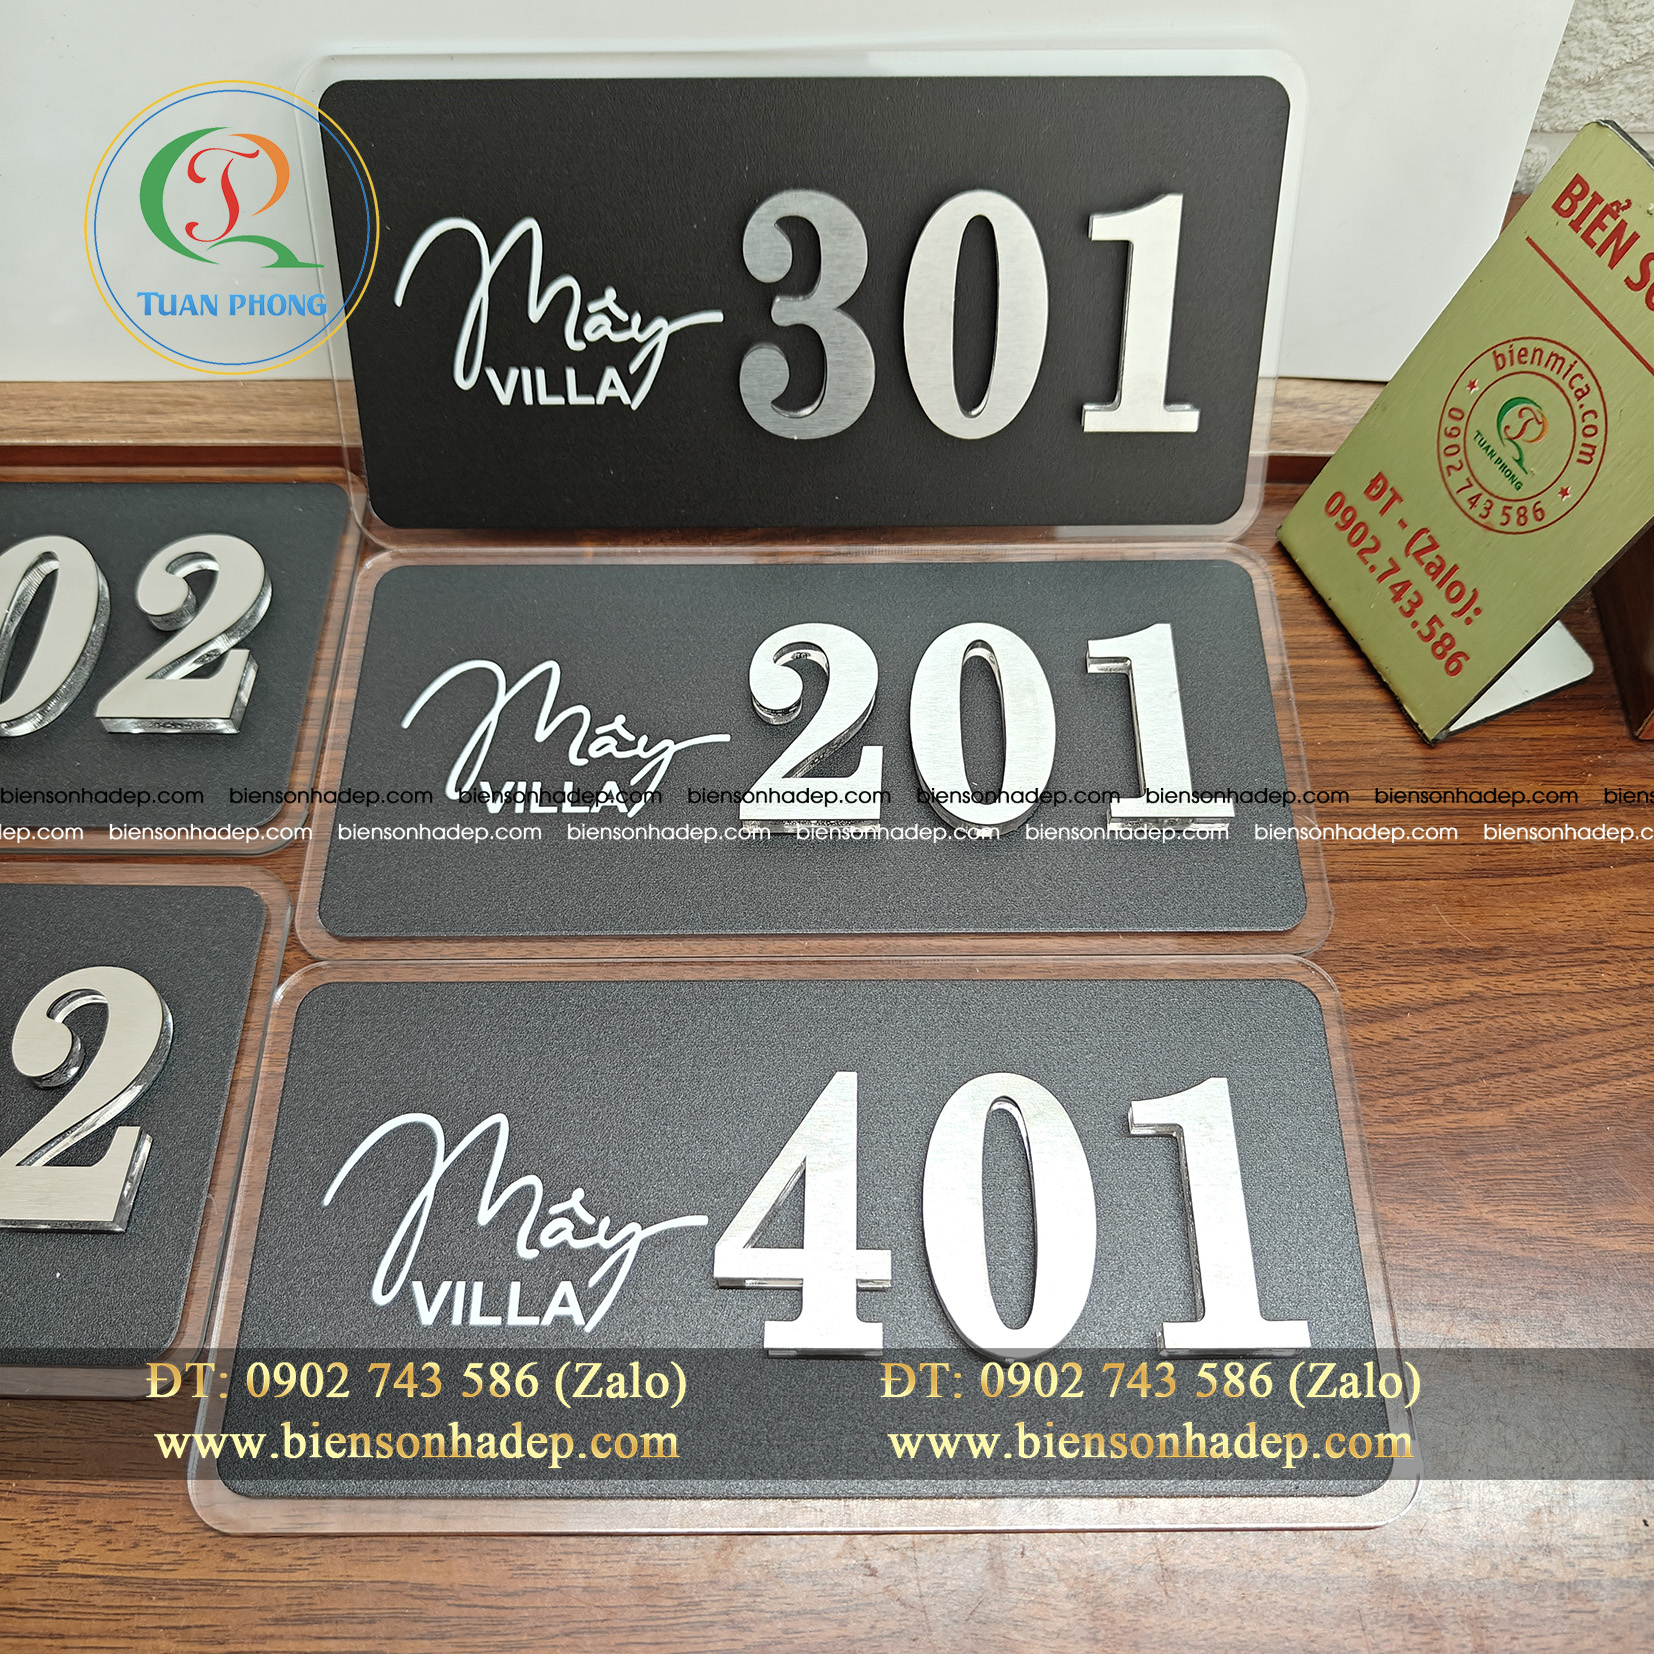 TUAN PHONG
Mây 301
VILLA
BIỂN S
bienmica.com
TUAN PHONG
0902 743 586
ĐT - (Zalo):
0902.743.586
02
Mây 201
VILLA
biensonhadep.com biensonhadep.com biensonhadep.com biensonhadep.com biensonhadep.com biensonhadep.com biensonhadep.com
biensonhadep.com biensonhadep.com biensonhadep.com biensonhadep.com biensonhadep.com biensonhadep.com
2
Mây 401
VILLA
ĐT: 0902 743 586 (Zalo) ĐT: 0902 743 586 (Zalo)
www.biensonhadep.com www.biensonhadep.com